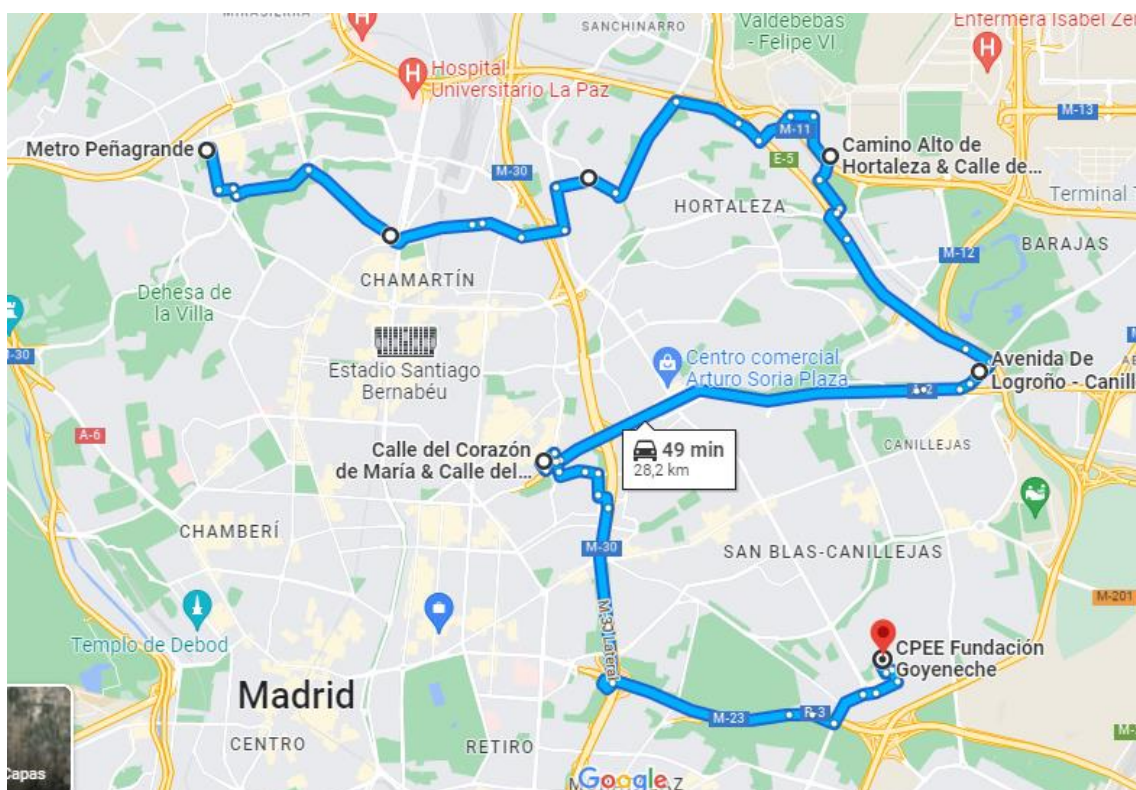 MIRASIERRA
SANCHINARRO
Valdebebas
- Felipe VI
Enfermera Isabel Zen
Hospital
Universitario La Paz
M-11
M-13
Metro Peñagrande
E-5
Camino Alto de
Hortaleza & Calle de...
M-30
Terminal
HORTALEZA
BARAJAS
M-12
CHAMARTÍN
Dehesa de
la Villa
M-30
Estadio Santiago
Bernabéu
Centro comercial
Arturo Soria Plaza
Avenida De
Logroño - Canill
A-2
A-6
49 min
28,2 km
CANILLEJAS
Calle del Corazón
de María & Calle del...
CHAMBERÍ
M-30
SAN BLAS-CANILLEJAS
M-201
M-30 Lateral
Templo de Debod
CPEE Fundación
Goyeneche
Madrid
M-23
R-3
CENTRO
RETIRO
Capas
Google